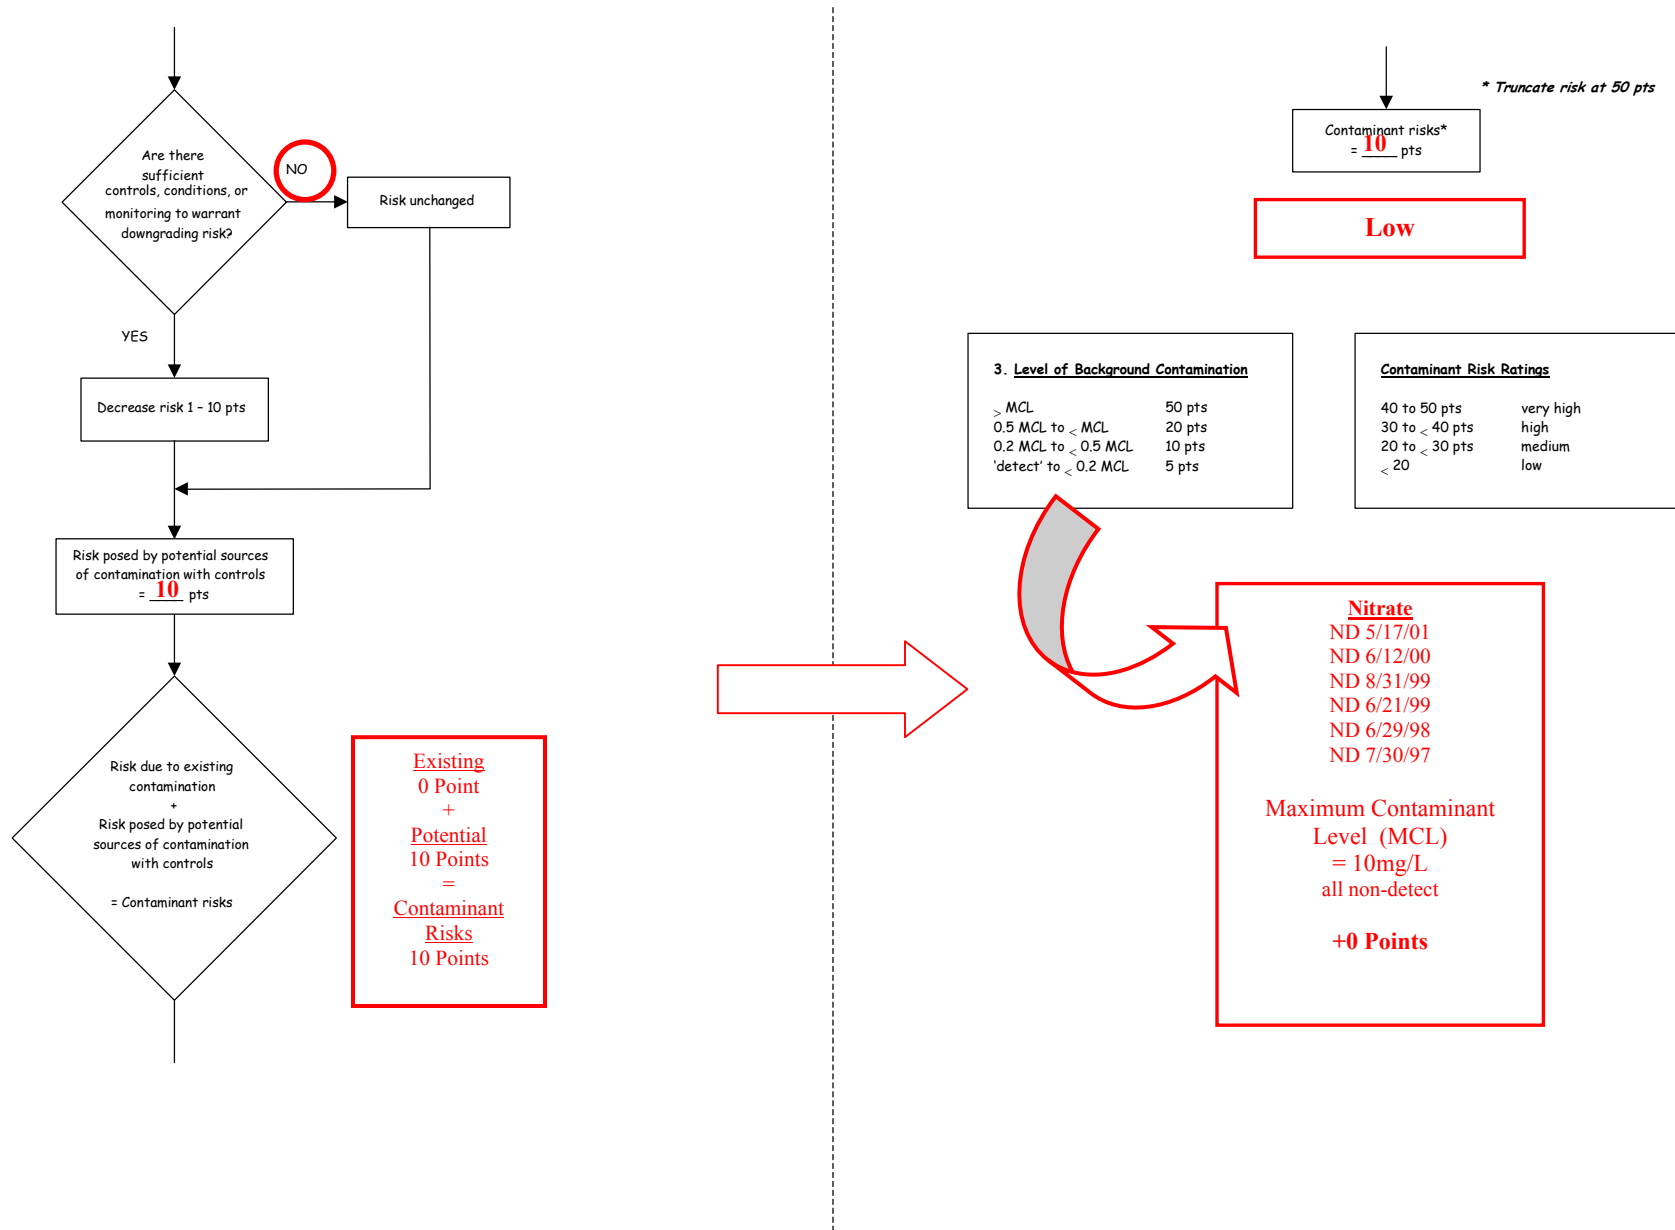 Are there
sufficient
controls, conditions, or
monitoring to warrant
downgrading risk?
NO
Risk unchanged
YES
Decrease risk 1 – 10 pts
Risk posed by potential sources
of contamination with controls
= 10 pts
Risk due to existing
contamination
+
Risk posed by potential
sources of contamination
with controls
= Contaminant risks
Existing
0 Point
+
Potential
10 Points
=
Contaminant
Risks
10 Points
* Truncate risk at 50 pts
Contaminant risks*
= 10 pts
Low
3. Level of Background Contamination
> MCL 50 pts
0.5 MCL to < MCL 20 pts
0.2 MCL to < 0.5 MCL 10 pts
‘detect’ to < 0.2 MCL 5 pts
Contaminant Risk Ratings
40 to 50 pts very high
30 to < 40 pts high
20 to < 30 pts medium
< 20 low
Nitrate
ND 5/17/01
ND 6/12/00
ND 8/31/99
ND 6/21/99
ND 6/29/98
ND 7/30/97
Maximum Contaminant
Level (MCL)
= 10mg/L
all non-detect
+0 Points